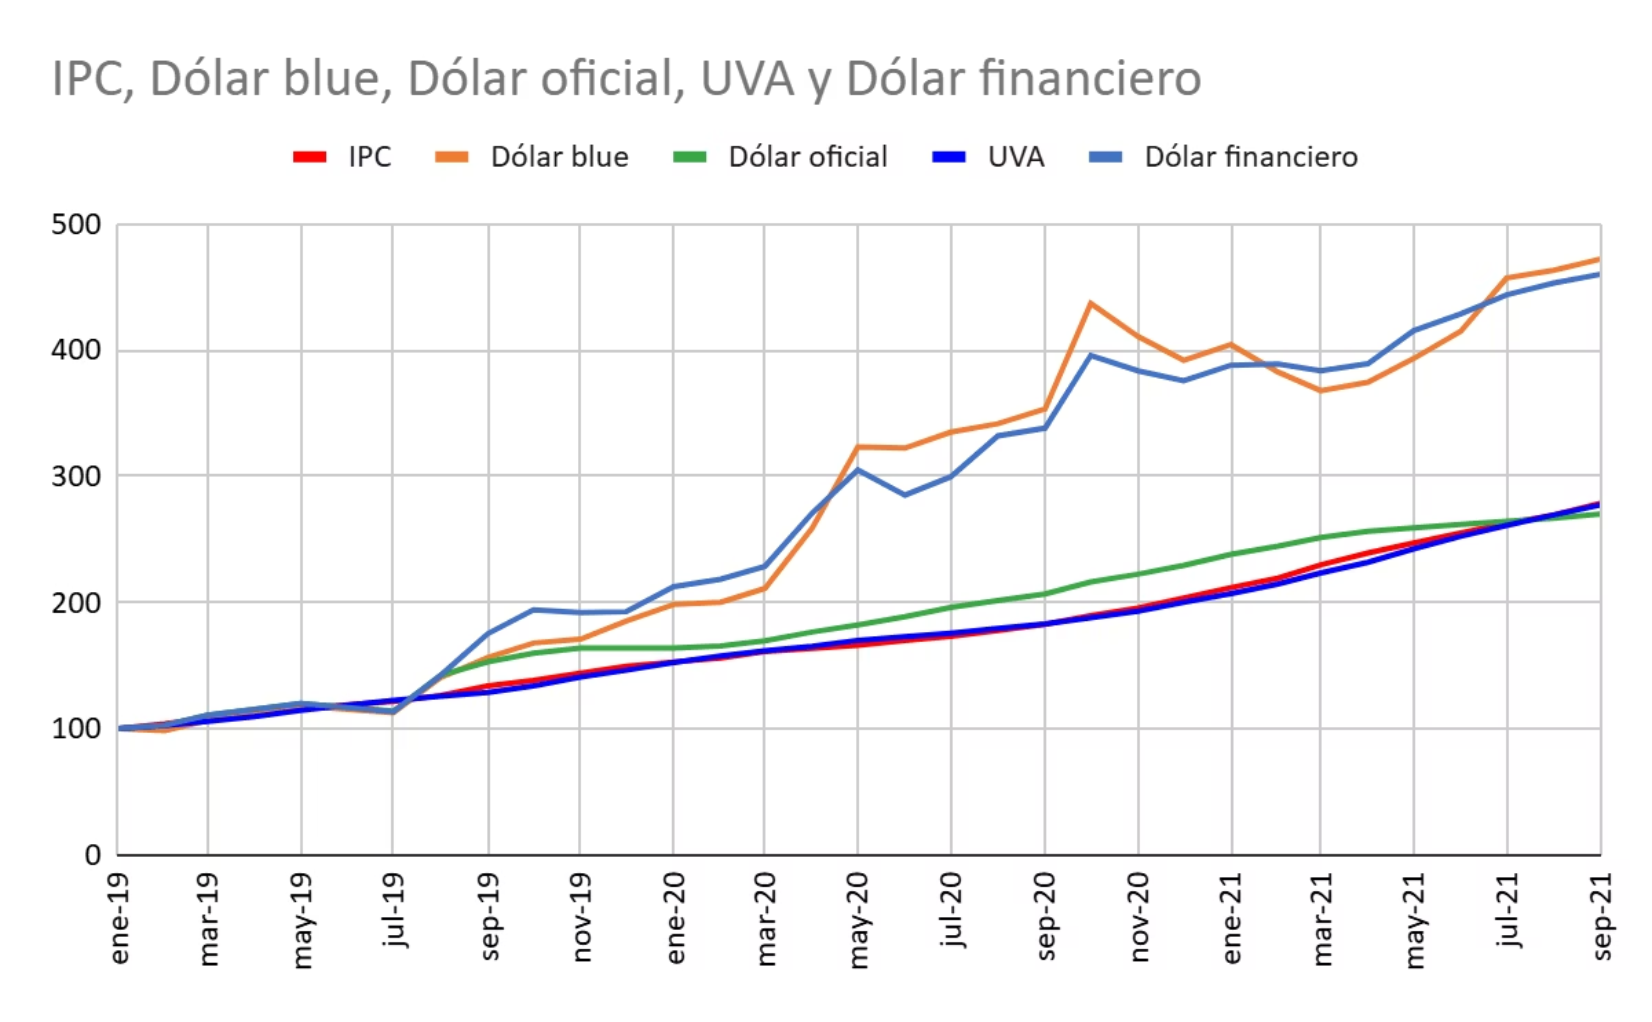 IPC, Dólar blue, Dólar oficial, UVA y Dólar financiero
IPC Dólar blue Dólar oficial UVA Dólar financiero
500
400
300
200
100
0
ene-19 mar-19 may-19 jul-19 sep-19 nov-19 ene-20 mar-20 may-20 jul-20 sep-20 nov-20 ene-21 mar-21 may-21 jul-21 sep-21